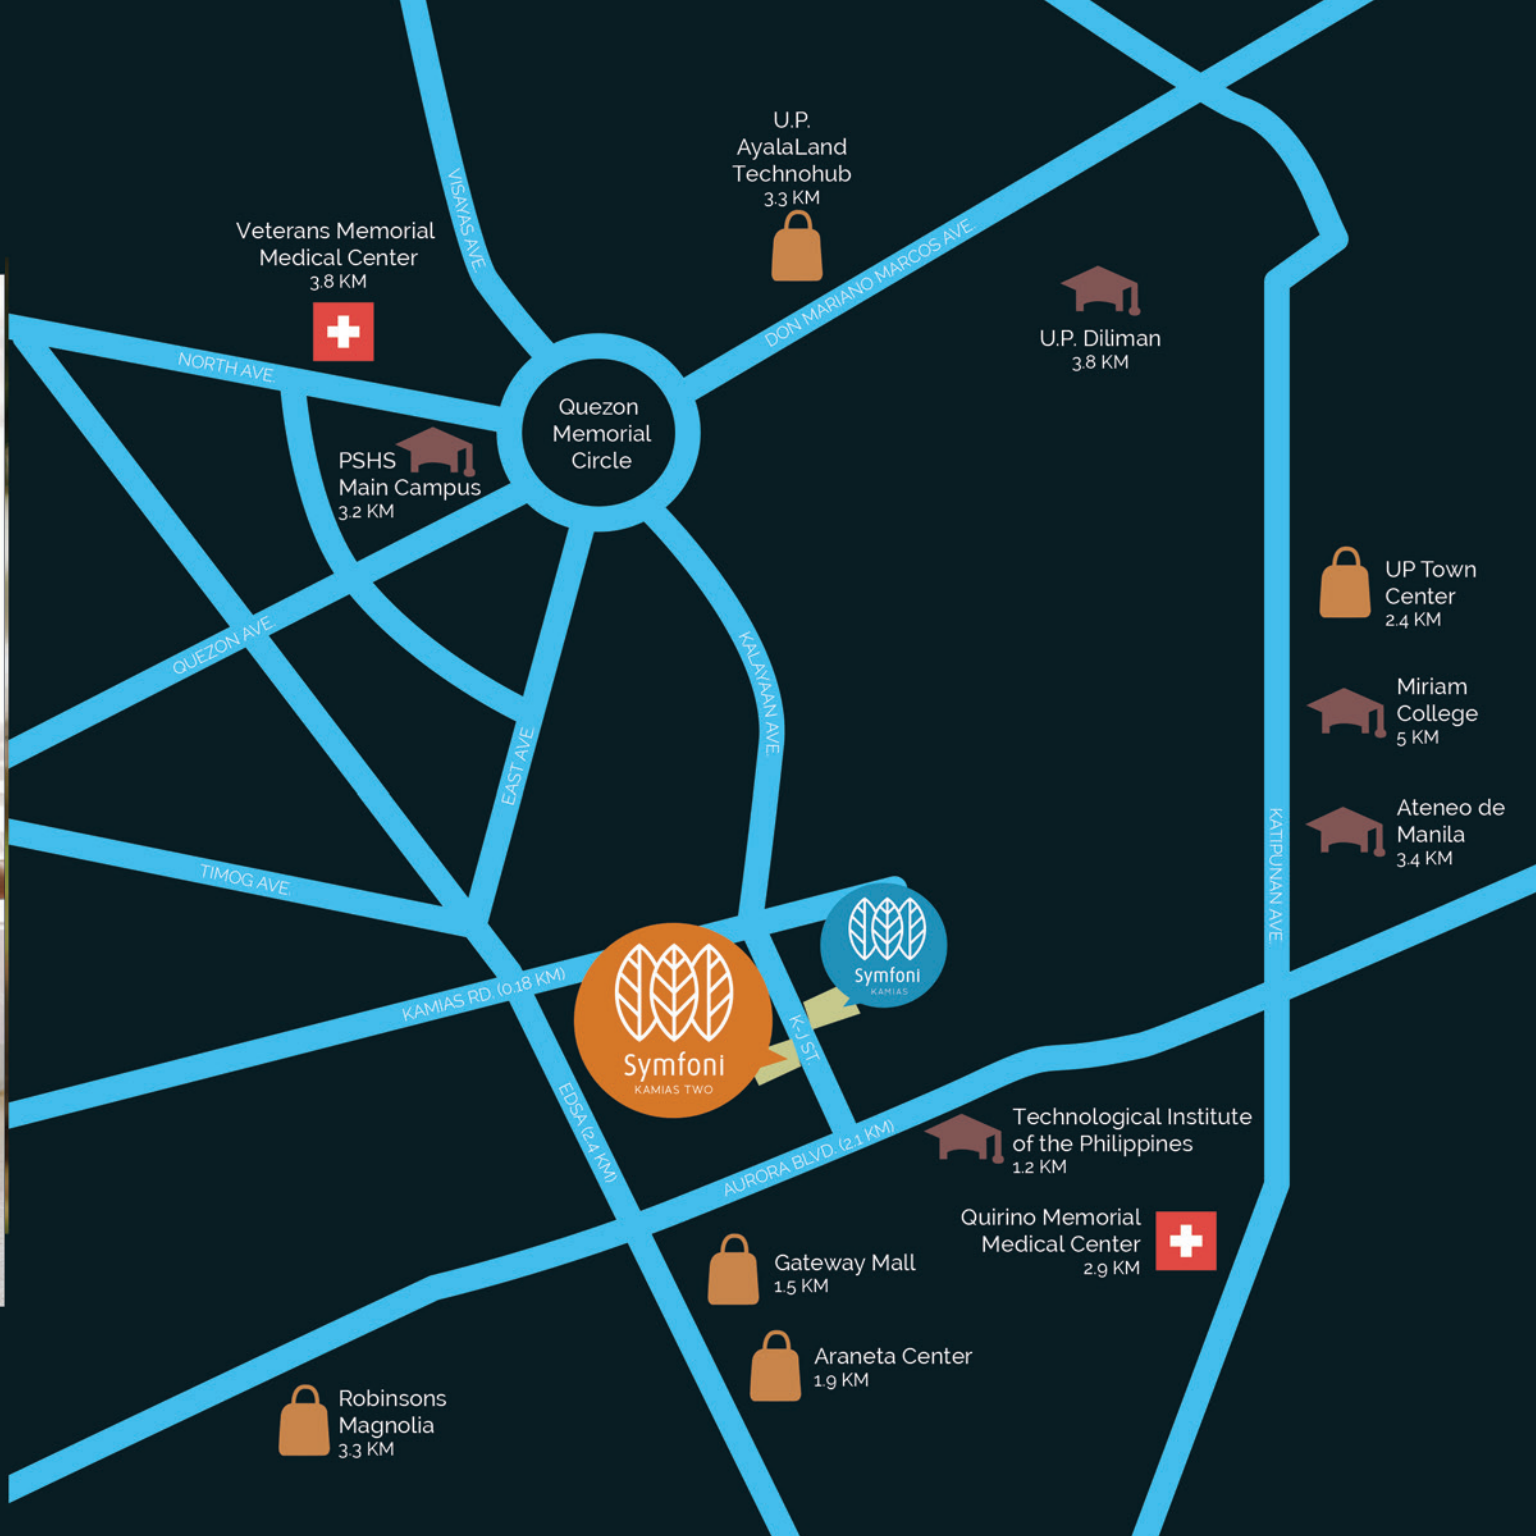 U.P.
AyalaLand
Technohub
3.3 KM
VISAYAS AVE.
Veterans Memorial
Medical Center
3.8 KM
DON MARIANO MARCOS AVE.
U.P. Diliman
3.8 KM
NORTH AVE.
Quezon
Memorial
Circle
PSHS
Main Campus
3.2 KM
UP Town
Center
2.4 KM
QUEZON AVE.
KALAYAAN AVE.
Miriam
College
5 KM
EAST AVE.
Ateneo de
Manila
3.4 KM
KATIPUNAN AVE.
TIMOG AVE.
Symfoni
KAMIAS
KAMIAS RD. (0.18 KM)
Symfoni
KAMIAS TWO
K-J ST.
EDSA (2.4 KM)
AURORA BLVD. (2.1 KM)
Technological Institute
of the Philippines
1.2 KM
Quirino Memorial
Medical Center
2.9 KM
Gateway Mall
1.5 KM
Araneta Center
1.9 KM
Robinsons
Magnolia
3.3 KM